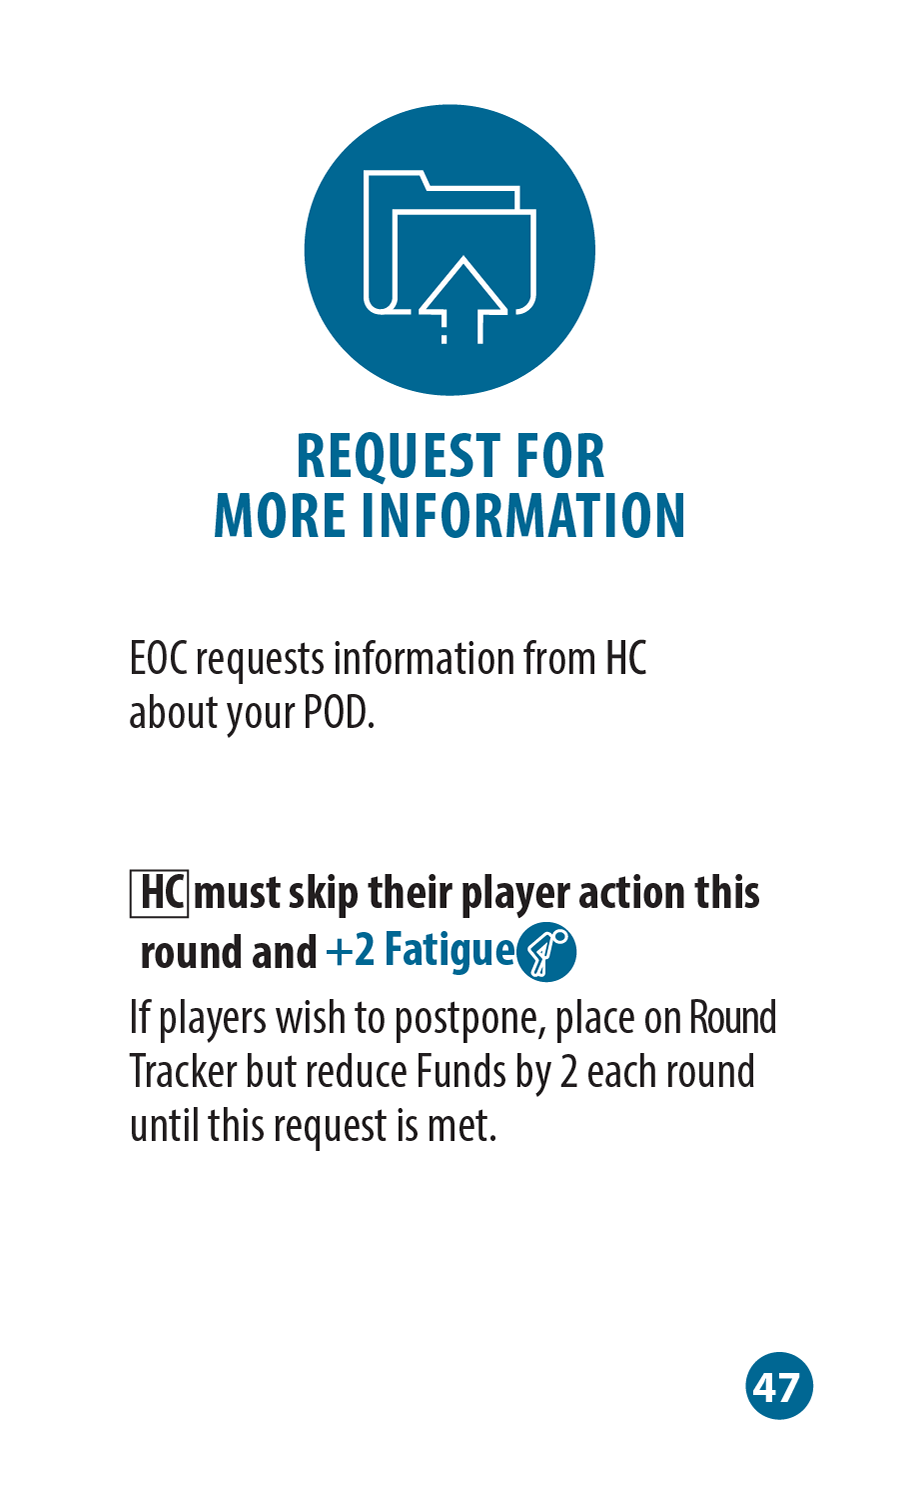 REQUEST FOR
MORE INFORMATION
EOC requests information from HC
about your POD.
HC must skip their player action this
round and +2 Fatigue
If players wish to postpone, place on Round
Tracker but reduce Funds by 2 each round
until this request is met.
47